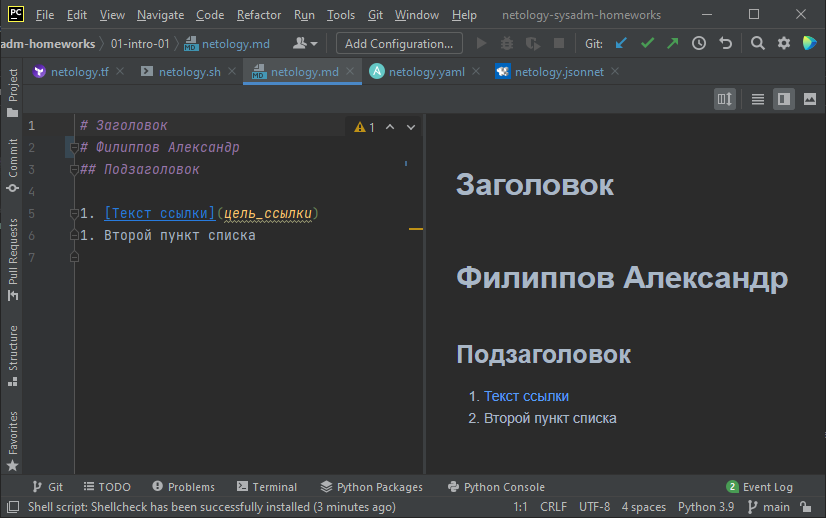 PC File Edit View Navigate Code Refactor Run Tools Git Window Help netology-sysadm-homeworks
adm-homeworks 01-intro-01 netology.md Add Configuration... Git:
netology.tf netology.sh netology.md netology.yaml netology.jsonnet
Project
Commit
Pull Requests
Structure
Favorites
1 # Заголовок
2 # Филиппов Александр
3 ## Подзаголовок
4
5 1. [Текст ссылки](цель_ссылки)
6 1. Второй пункт списка
7
1
Заголовок
Филиппов Александр
Подзаголовок
1. Текст ссылки
2. Второй пункт списка
Git TODO Problems Terminal Python Packages Python Console 2 Event Log
Shell script: Shellcheck has been successfully installed (3 minutes ago) 1:1 CRLF UTF-8 4 spaces Python 3.9 main